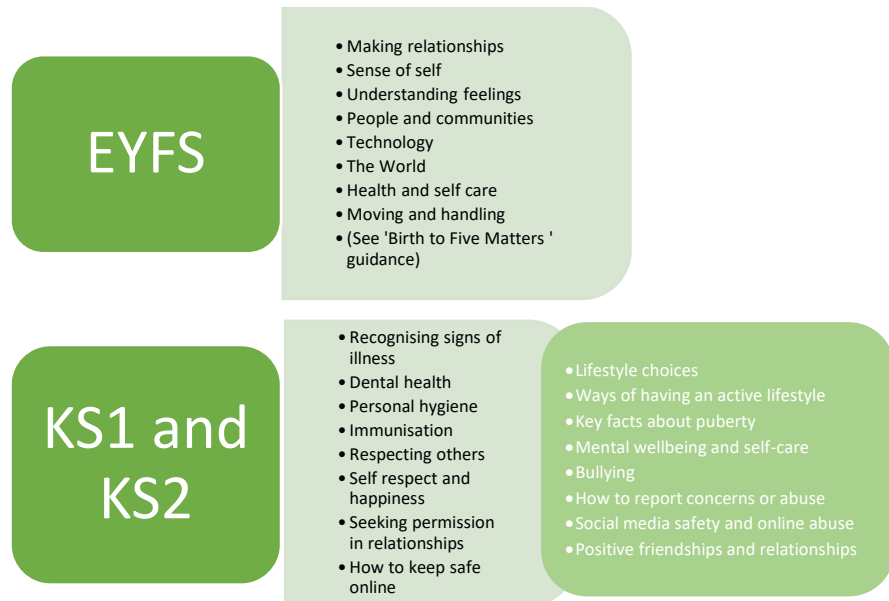 EYFS
• Making relationships
• Sense of self
• Understanding feelings
• People and communities
• Technology
• The World
• Health and self care
• Moving and handling
• (See 'Birth to Five Matters '
guidance)
KS1 and
KS2
• Recognising signs of
illness
• Dental health
• Personal hygiene
• Immunisation
• Respecting others
• Self respect and
happiness
• Seeking permission
in relationships
• How to keep safe
online
• Lifestyle choices
• Ways of having an active lifestyle
• Key facts about puberty
• Mental wellbeing and self-care
• Bullying
• How to report concerns or abuse
• Social media safety and online abuse
• Positive friendships and relationships